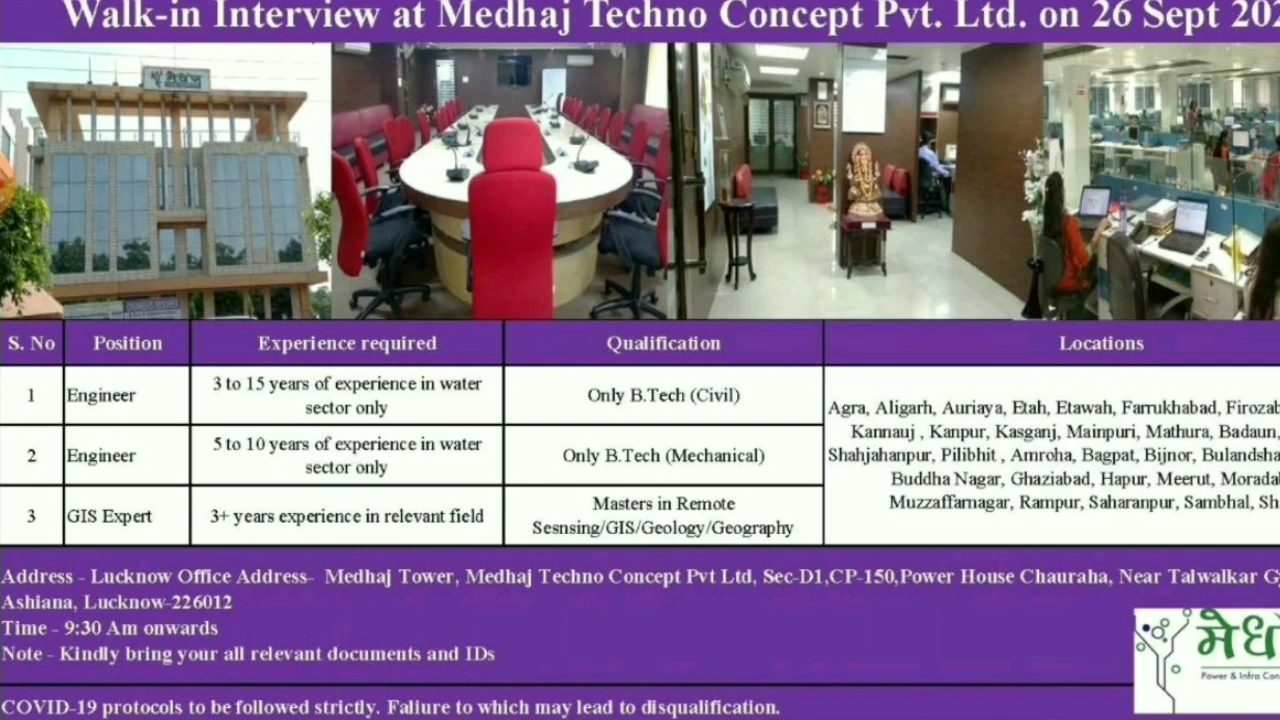 Walk-in Interview at Medhaj Techno Concept Pvt. Ltd. on 26 Sept
S. No Position Experience required Qualification Locations
1 Engineer 3 to 15 years of experience in water sector only Only B.Tech (Civil)
2 Engineer 5 to 10 years of experience in water sector only Only B.Tech (Mechanical)
3 GIS Expert 3+ years experience in relevant field Masters in Remote Sesnsing/GIS/Geology/Geography
Agra, Aligarh, Auriaya, Etah, Etawah, Farrukhabad,
Kannauj , Kanpur, Kasganj, Mainpuri, Mathura, Badaun,
Shahjahanpur, Pilibhit , Amroha, Bagpat, Bijnor,
Buddha Nagar, Ghaziabad, Hapur, Meerut,
Muzzaffarnagar, Rampur, Saharanpur, Sambhal,
Address - Lucknow Office Address- Medhaj Tower, Medhaj Techno Concept Pvt Ltd, Sec-D1,CP-150,Power House Chauraha, Near Talwalkar
Ashiana, Lucknow-226012
Time - 9:30 Am onwards
Note - Kindly bring your all relevant documents and IDs
Power & Infra
COVID-19 protocols to be followed strictly. Faliure to which may lead to disqualification.